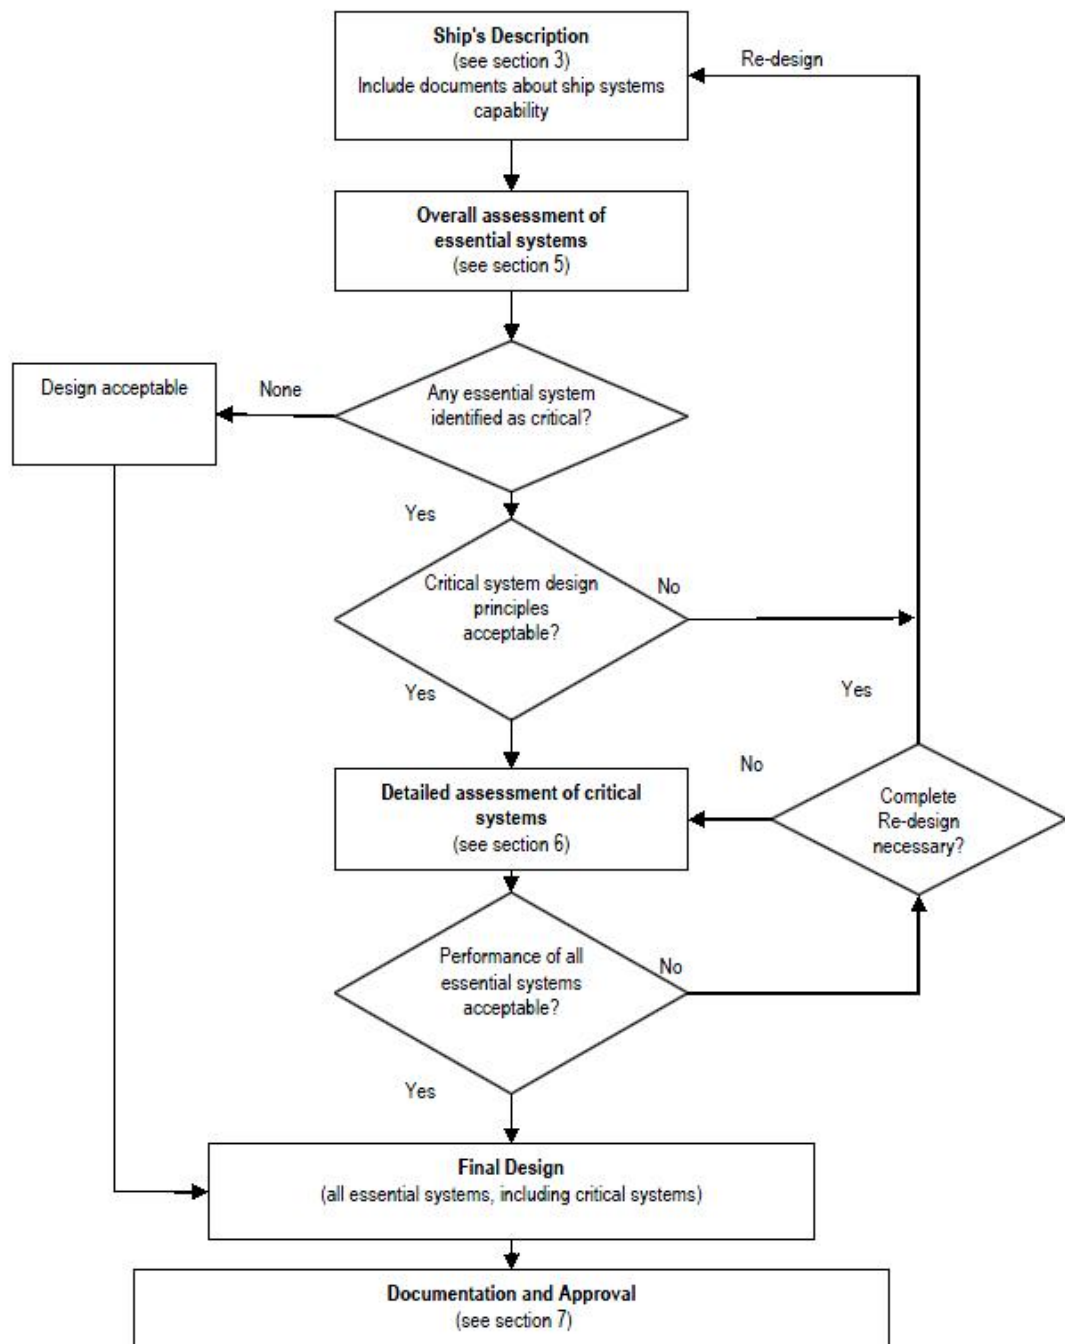 Ship's Description
(see section 3)
Include documents about ship systems
capability
Re-design
Overall assessment of
essential systems
(see section 5)
Design acceptable
None
Any essential system
identified as critical?
Yes
Critical system design
principles
acceptable?
No
Yes
Yes
Detailed assessment of critical
systems
(see section 6)
No
Complete
Re-design
necessary?
Performance of all
essential systems
acceptable?
No
Yes
Final Design
(all essential systems, including critical systems)
Documentation and Approval
(see section 7)